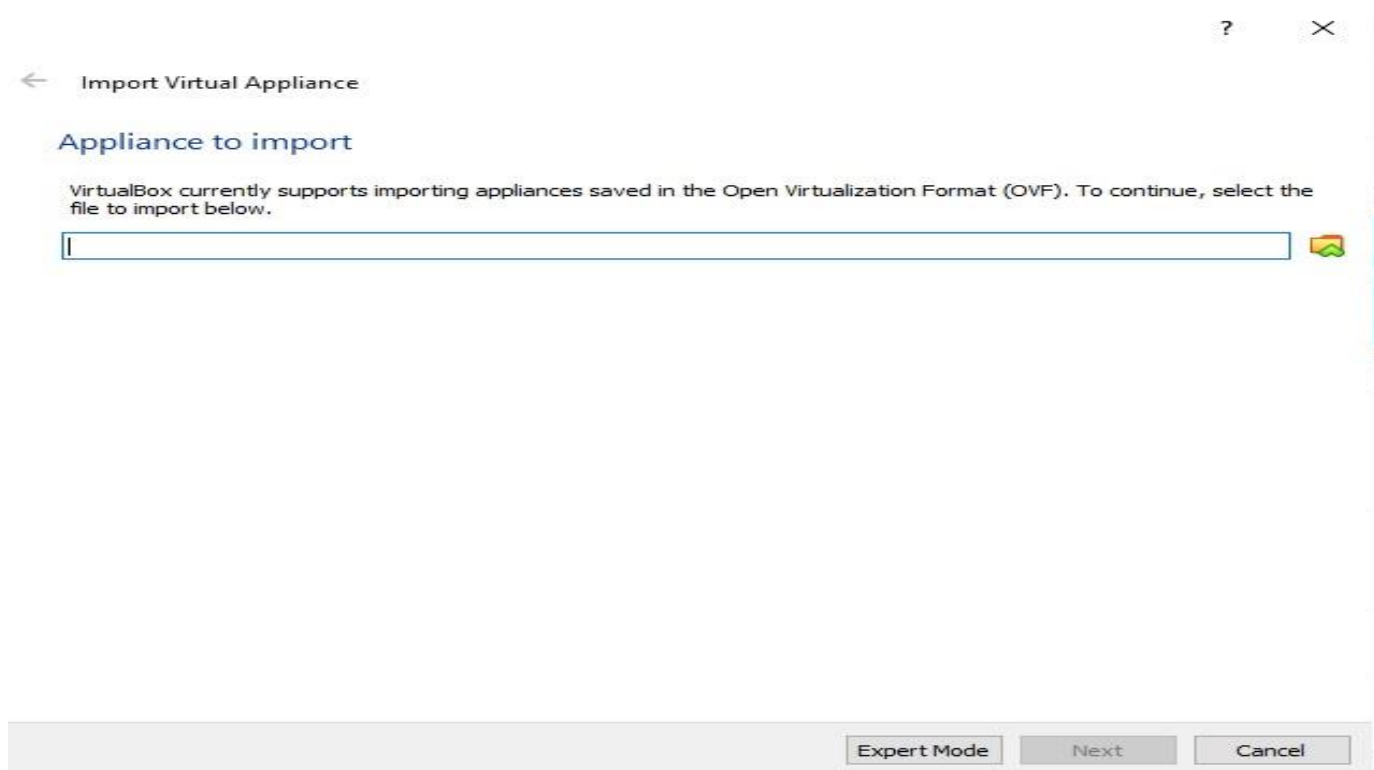 ?
Import Virtual Appliance
Appliance to import
VirtualBox currently supports importing appliances saved in the Open Virtualization Format (OVF). To continue, select the
file to import below.
Expert Mode Next Cancel